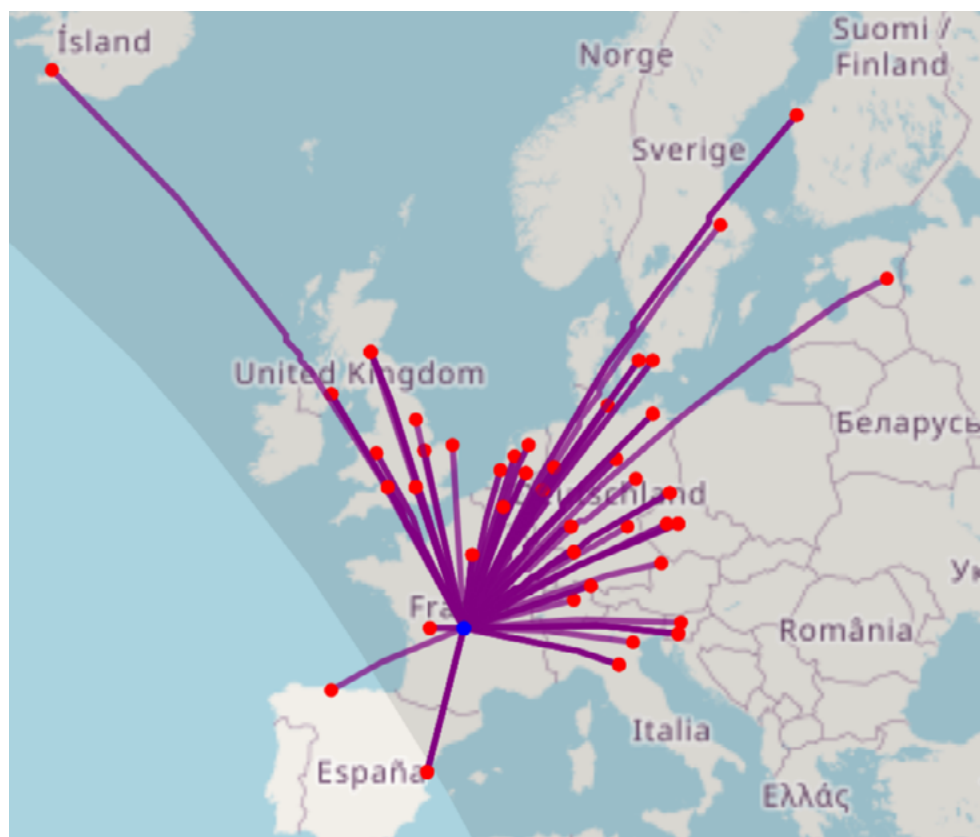 Ísland
Norge
Suomi /
Finland
Sverige
United Kingdom
Беларусь
Deutschland
Fra
România
Italia
España
Ελλάς